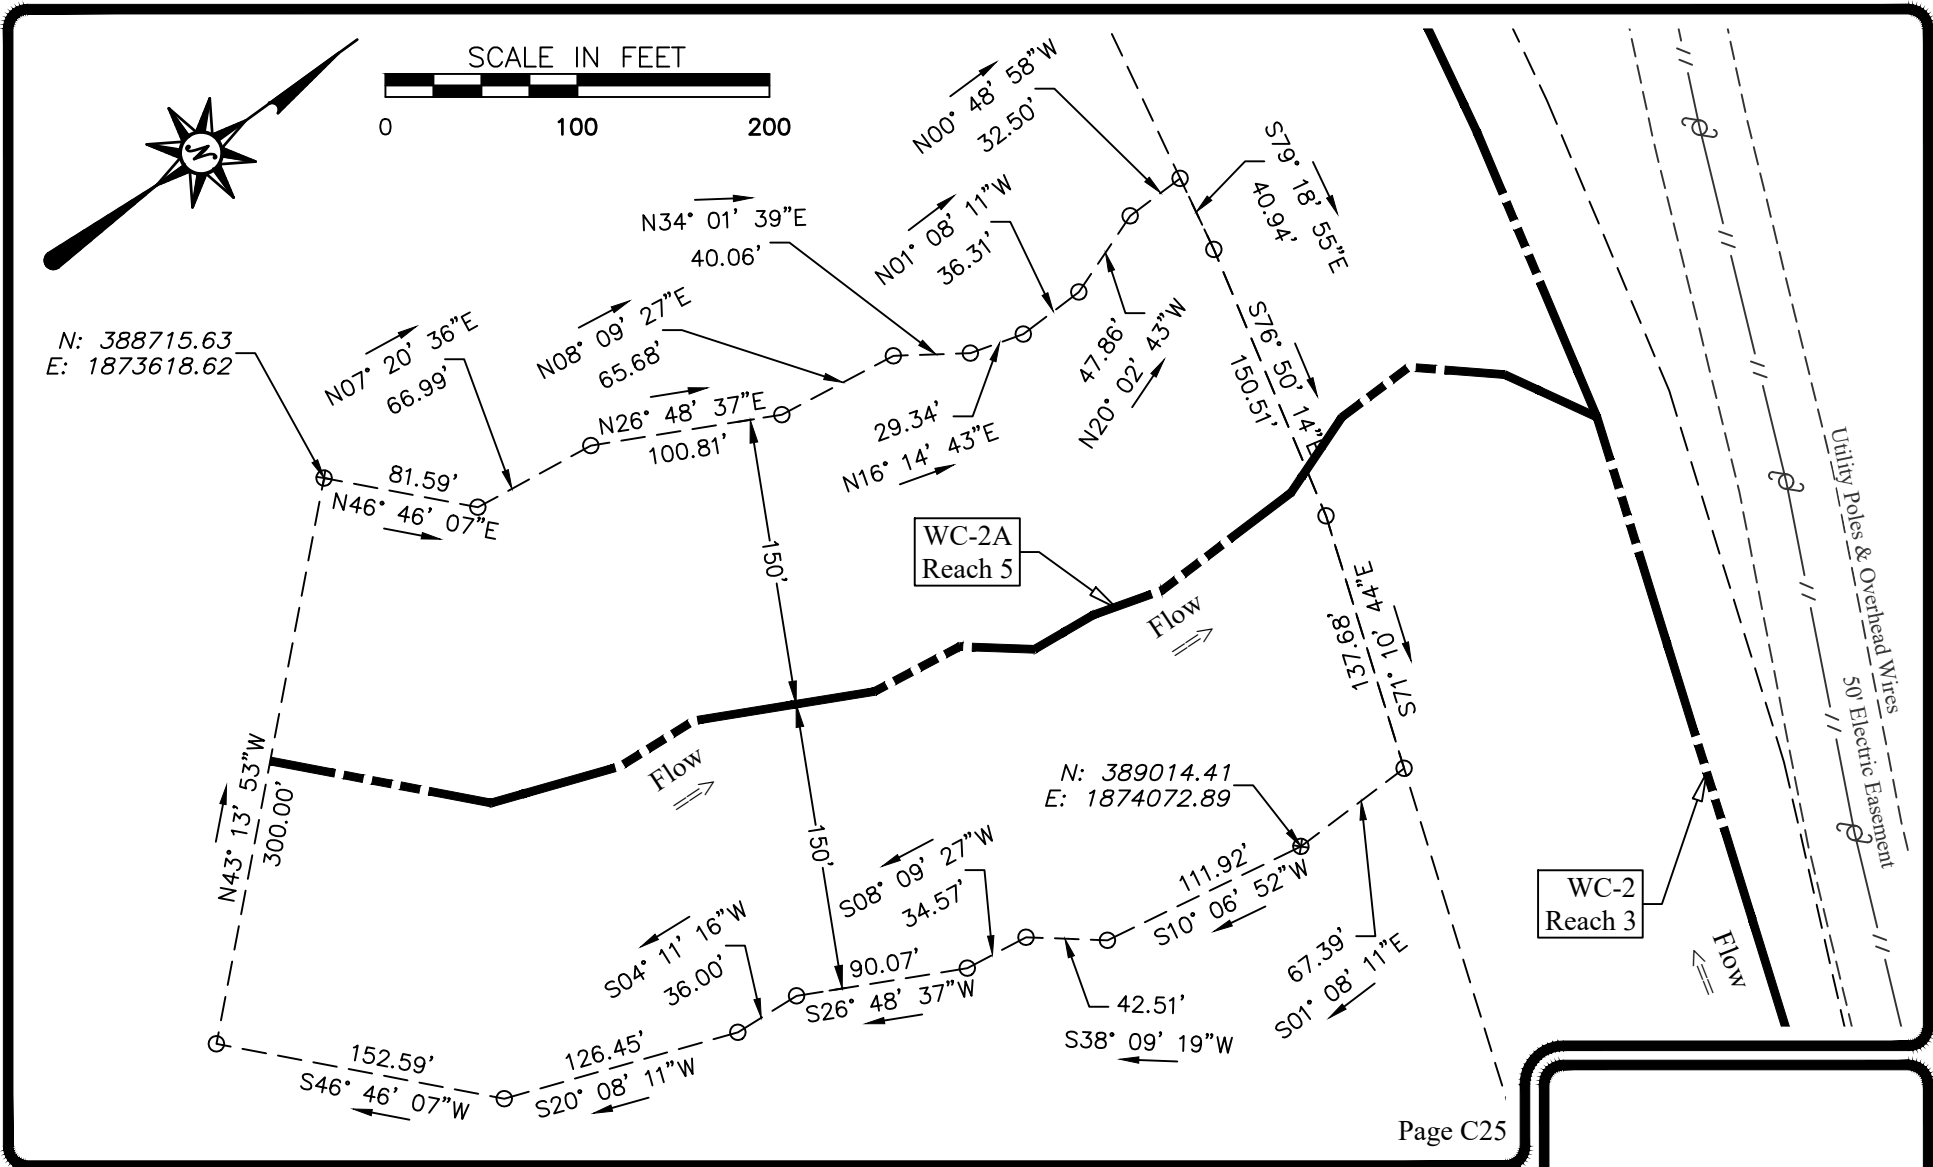 SCALE IN FEET
0 100 200
N
N: 388715.63
E: 1873618.62
N07° 20' 36"E
66.99'
N08° 09' 27"E
65.68'
N34° 01' 39"E
40.06'
N01° 08' 11"W
36.31'
N00° 48' 58"W
32.50'
S79° 18' 55"E
40.94'
N26° 48' 37"E
100.81'
29.34'
N16° 14' 43"E
47.86'
N20° 02' 43"W
S76° 50' 14"E
150.51'
81.59'
N46° 46' 07"E
150'
WC-2A
Reach 5
Flow
S71° 10' 44"E
137.68'
Utility Poles & Overhead Wires
50' Electric Easement
Flow
N43° 13' 53"W
300.00'
150'
N: 389014.41
E: 1874072.89
S08° 09' 27"W
34.57'
111.92'
S10° 06' 52"W
WC-2
Reach 3
Flow
S04° 11' 16"W
36.00'
90.07'
S26° 48' 37"W
67.39'
S01° 08' 11"E
42.51'
S38° 09' 19"W
126.45'
S20° 08' 11"W
152.59'
S46° 46' 07"W
Page C25